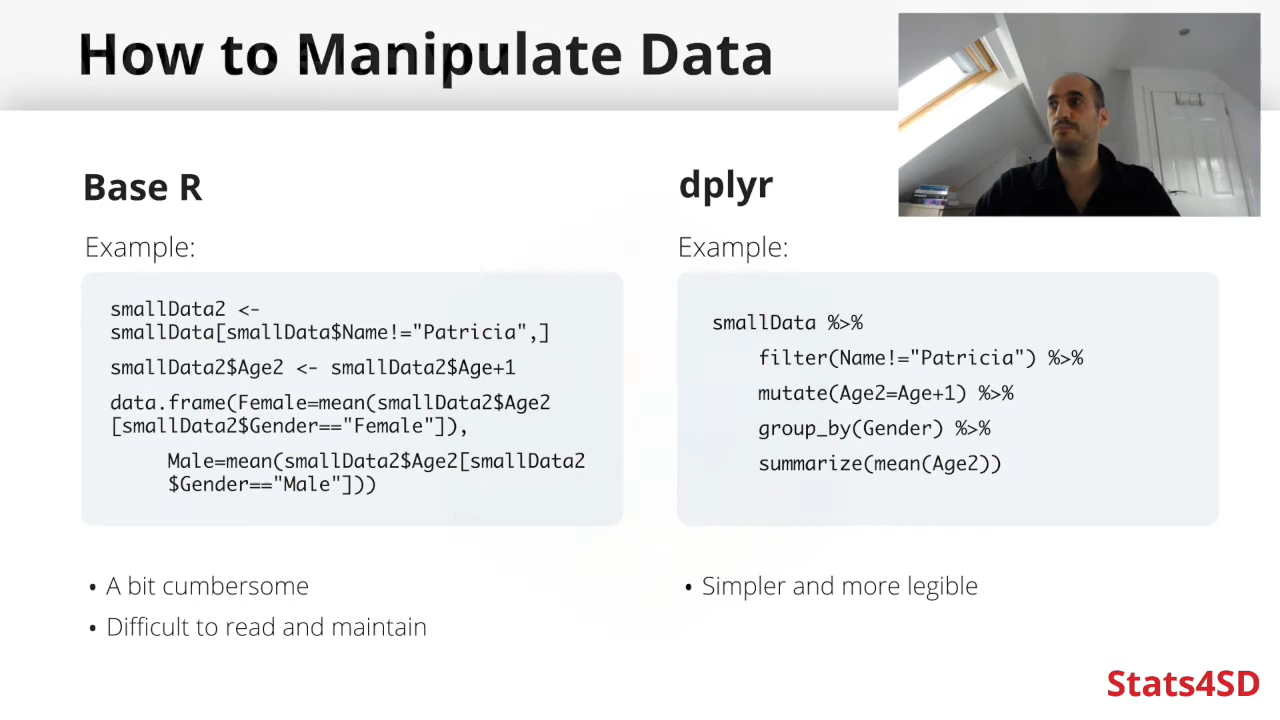 How to Manipulate Data
Base R
Example:
smallData2 <-
smallData[smallData$Name!="Patricia",]
smallData2$Age2 <- smallData2$Age+1
data.frame(Female=mean(smallData2$Age2
[smallData2$Gender=="Female"]),
Male=mean(smallData2$Age2[smallData2
$Gender=="Male"]))
• A bit cumbersome
• Difficult to read and maintain
dplyr
Example:
smallData %>%
filter(Name!="Patricia") %>%
mutate(Age2=Age+1) %>%
group_by(Gender) %>%
summarize(mean(Age2))
• Simpler and more legible
Stats4SD